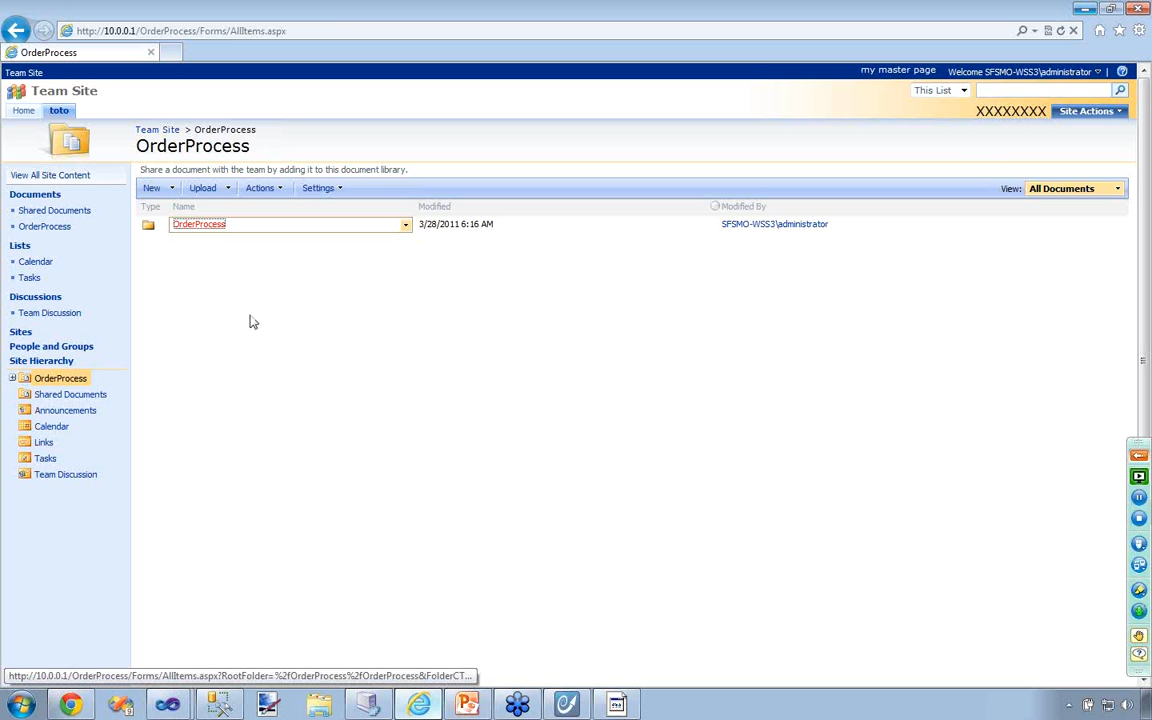 http://10.0.0.1/OrderProcess/Forms/AllItems.aspx
OrderProcess
Team Site
my master page
Welcome SFSMO-WSS3\administrator
Team Site
This List
Home
toto
XXXXXXXX
Site Actions
Team Site > OrderProcess
OrderProcess
Share a document with the team by adding it to this document library.
New
Upload
Actions
Settings
View:
All Documents
Type
Name
Modified
Modified By
OrderProcess
3/28/2011 6:16 AM
SFSMO-WSS3\administrator
View All Site Content
Documents
Shared Documents
OrderProcess
Lists
Calendar
Tasks
Discussions
Team Discussion
Sites
People and Groups
Site Hierarchy
OrderProcess
Shared Documents
Announcements
Calendar
Links
Tasks
Team Discussion
http://10.0.0.1/OrderProcess/Forms/AllItems.aspx?RootFolder=%2fOrderProcess%2fOrderProcess&FolderCT...